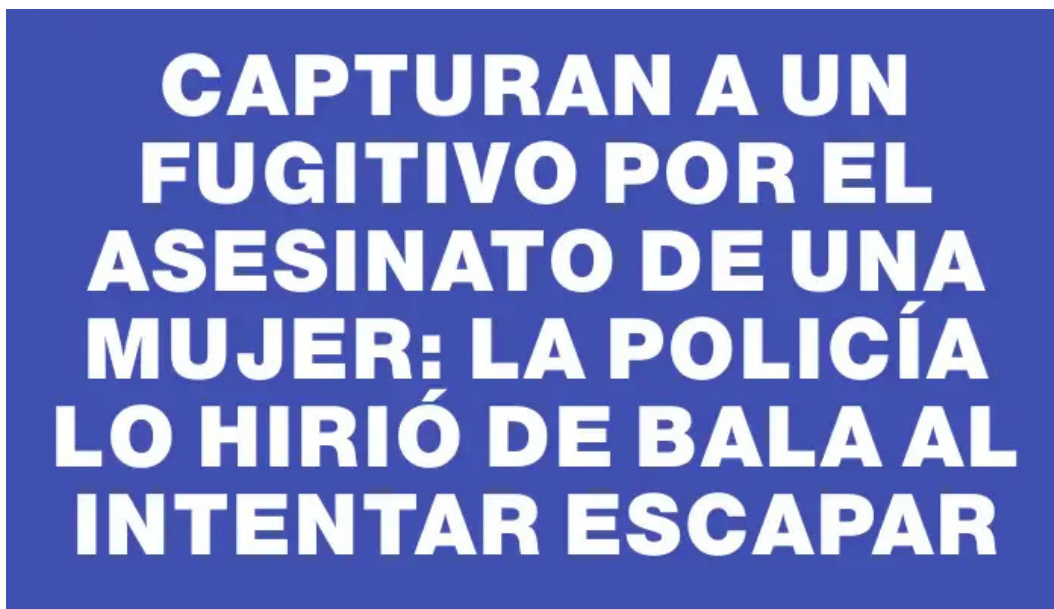 CAPTURAN A UN
FUGITIVO POR EL
ASESINATO DE UNA
MUJER: LA POLICÍA
LO HIRIÓ DE BALA AL
INTENTAR ESCAPAR